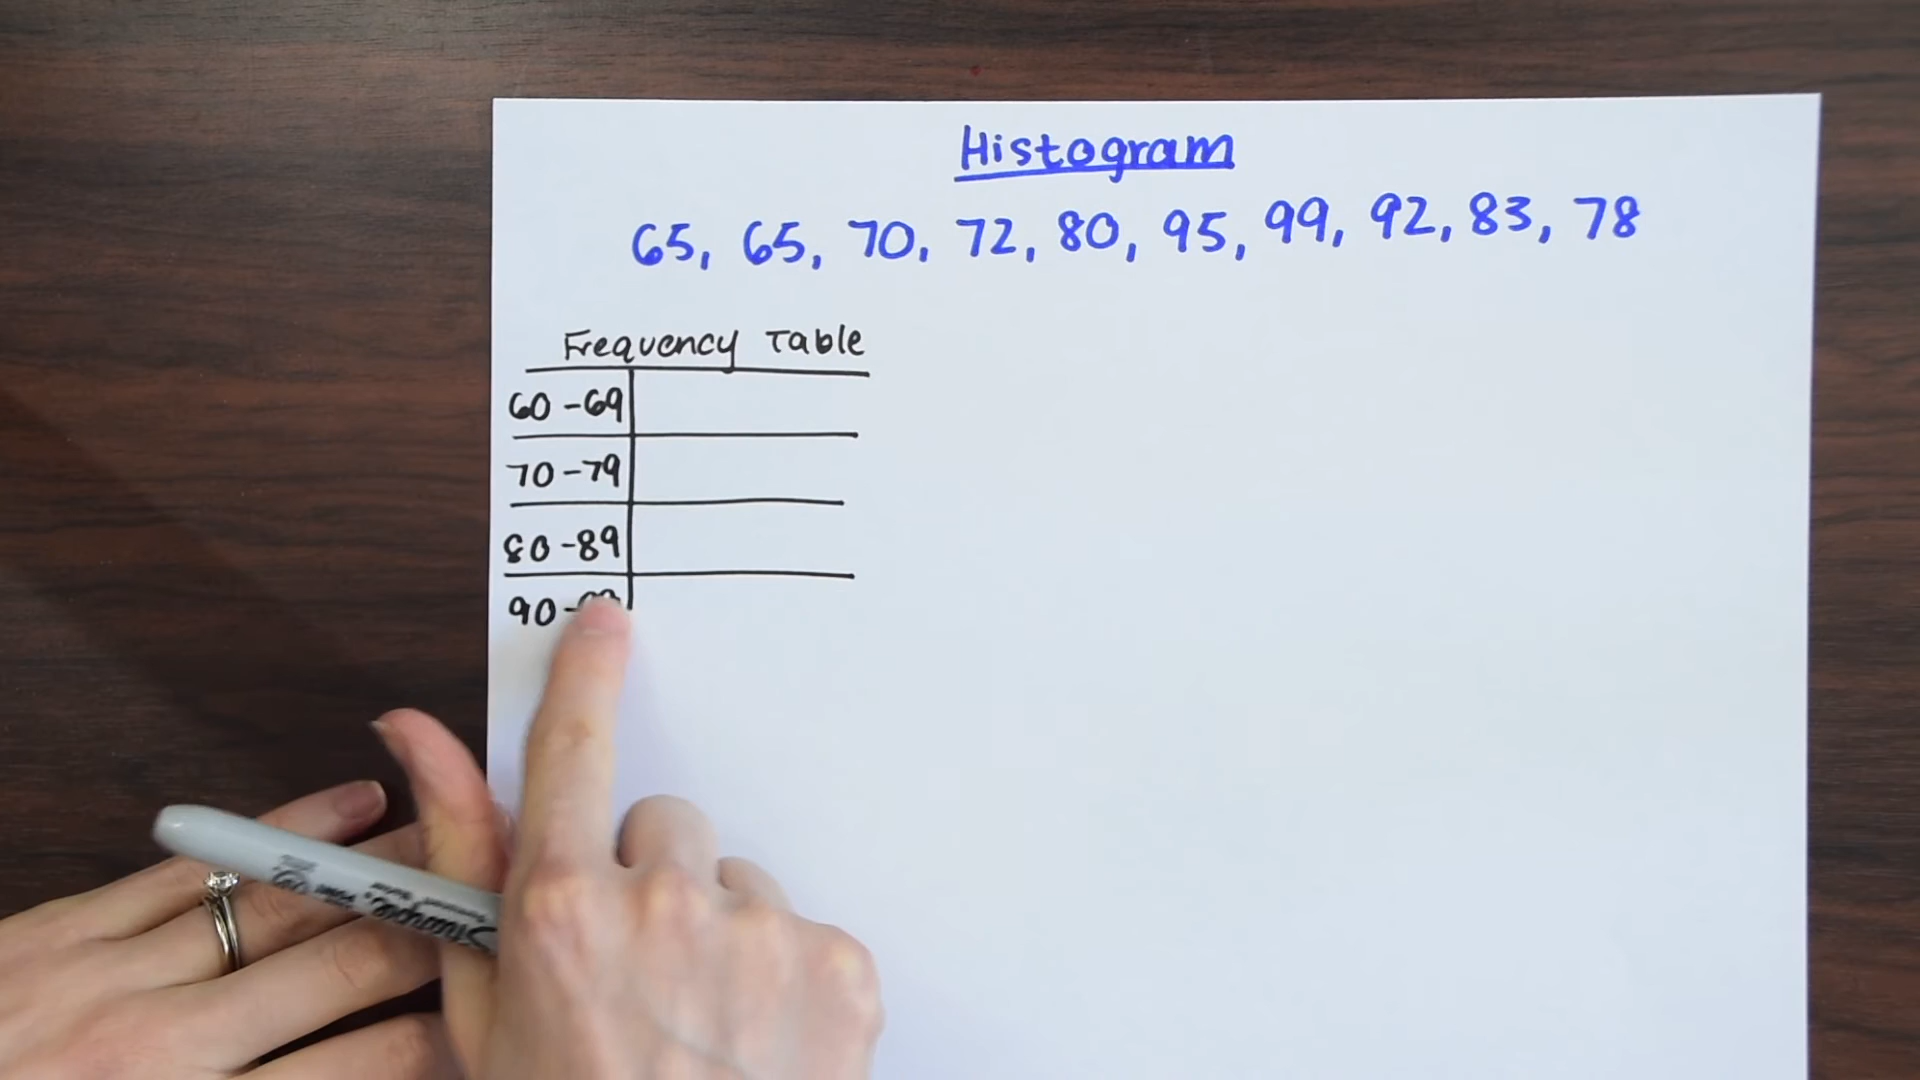 Histogram
65, 65, 70, 72, 80, 95, 99, 92, 83, 78
Frequency Table
60-69
70-79
80-89
90-
Sharpie